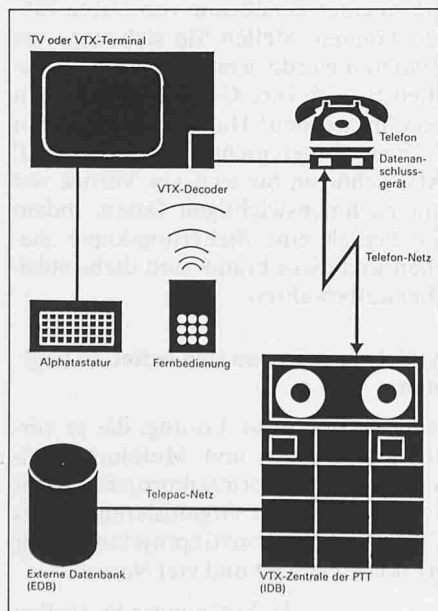 TV oder VTX-Terminal
Telefon
Datenan-
schluss-
gerät
VTX-Decoder
Telefon-Netz
Alphatastatur
Fernbedienung
Telepac-Netz
Externe Datenbank
(EDB)
VTX-Zentrale der PTT
(IDB)